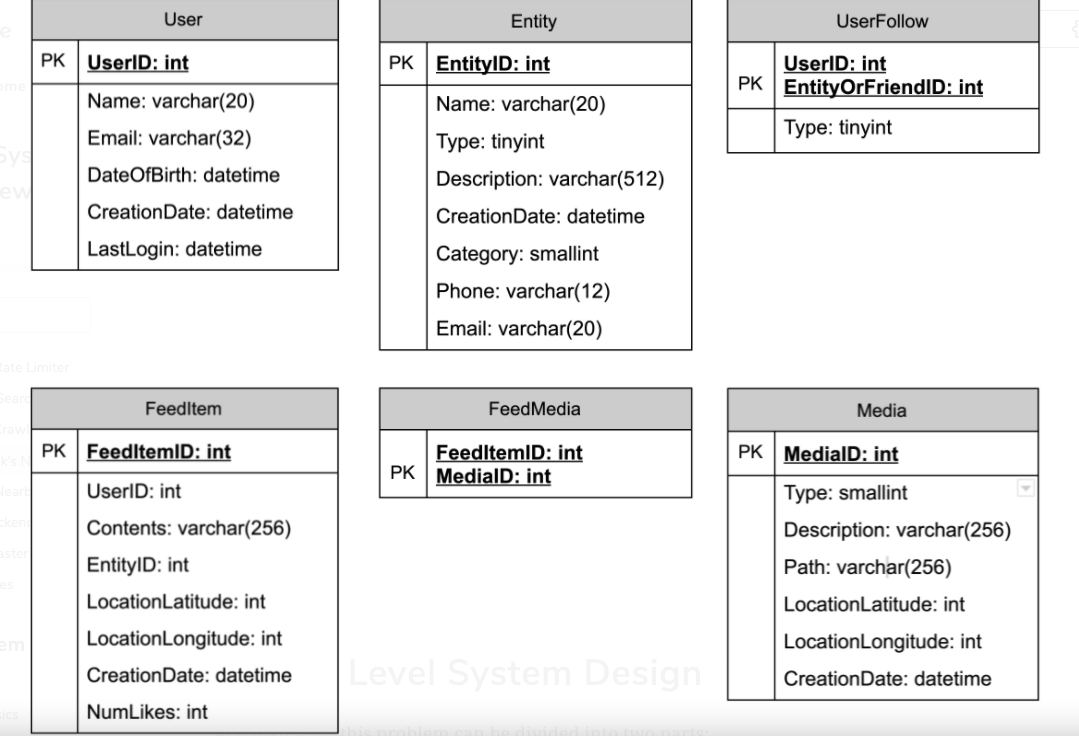 User
PK
UserID: int
Name: varchar(20)
Email: varchar(32)
DateOfBirth: datetime
CreationDate: datetime
LastLogin: datetime
Entity
PK
EntityID: int
Name: varchar(20)
Type: tinyint
Description: varchar(512)
CreationDate: datetime
Category: smallint
Phone: varchar(12)
Email: varchar(20)
UserFollow
PK
UserID: int
EntityOrFriendID: int
Type: tinyint
FeedItem
PK
FeedItemID: int
UserID: int
Contents: varchar(256)
EntityID: int
LocationLatitude: int
LocationLongitude: int
CreationDate: datetime
NumLikes: int
FeedMedia
PK
FeedItemID: int
MediaID: int
Media
PK
MediaID: int
Type: smallint
Description: varchar(256)
Path: varchar(256)
LocationLatitude: int
LocationLongitude: int
CreationDate: datetime
Level System Design
this problem can be divided into two parts: